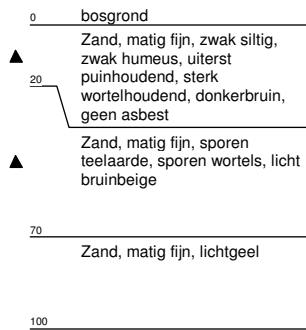 0 bosgrond
Zand, matig fijn, zwak siltig,
zwak humeus, uiterst
puinhoudend, sterk
20
wortelhoudend, donkerbruin,
geen asbest
Zand, matig fijn, sporen
teelaarde, sporen wortels, licht
bruinbeige
70
Zand, matig fijn, lichtgeel
100